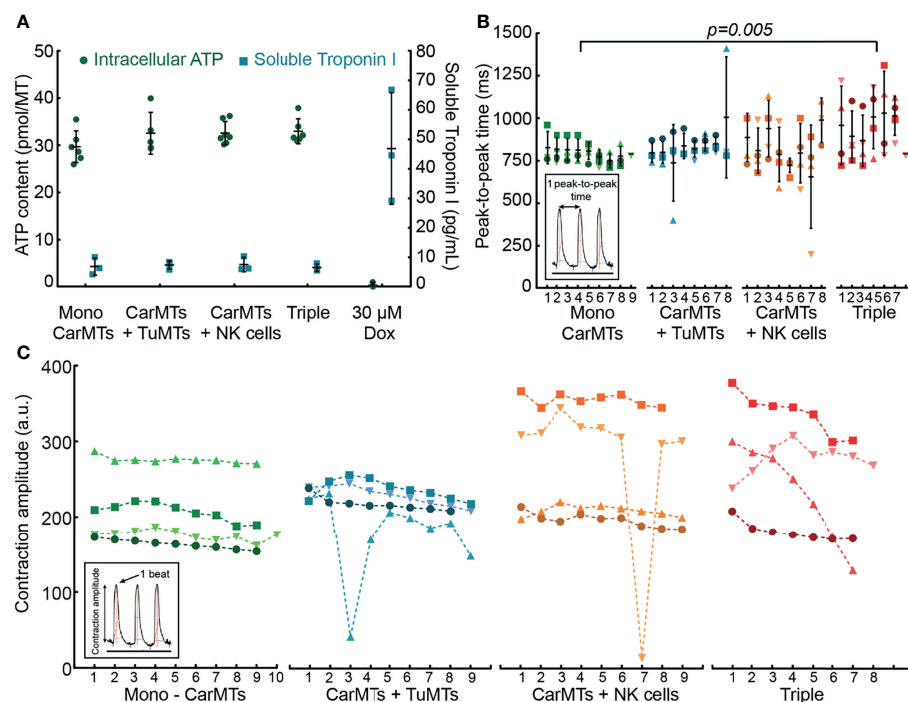 A
50
40
30
20
10
0
ATP content (pmol/MT)
Intracellular ATP
Soluble Troponin I
80
70
60
50
40
30
20
10
0
Soluble Troponin I (pg/mL)
Mono CarMTs
CarMTs + TuMTs
CarMTs + NK cells
Triple
30 µM Dox
B
p=0.005
1500
1250
1000
750
500
250
0
Peak-to-peak time (ms)
1 peak-to-peak
time
1 2 3 4 5 6 7 8 9
1 2 3 4 5 6 7 8
1 2 3 4 5 6 7 8
1 2 3 4 5 6 7
Mono CarMTs
CarMTs + TuMTs
CarMTs + NK cells
Triple
C
400
300
200
100
0
Contraction amplitude (a.u.)
Contraction amplitude
1 beat
1 2 3 4 5 6 7 8 9 10
1 2 3 4 5 6 7 8 9
1 2 3 4 5 6 7 8 9
1 2 3 4 5 6 7 8
Mono - CarMTs
CarMTs + TuMTs
CarMTs + NK cells
Triple